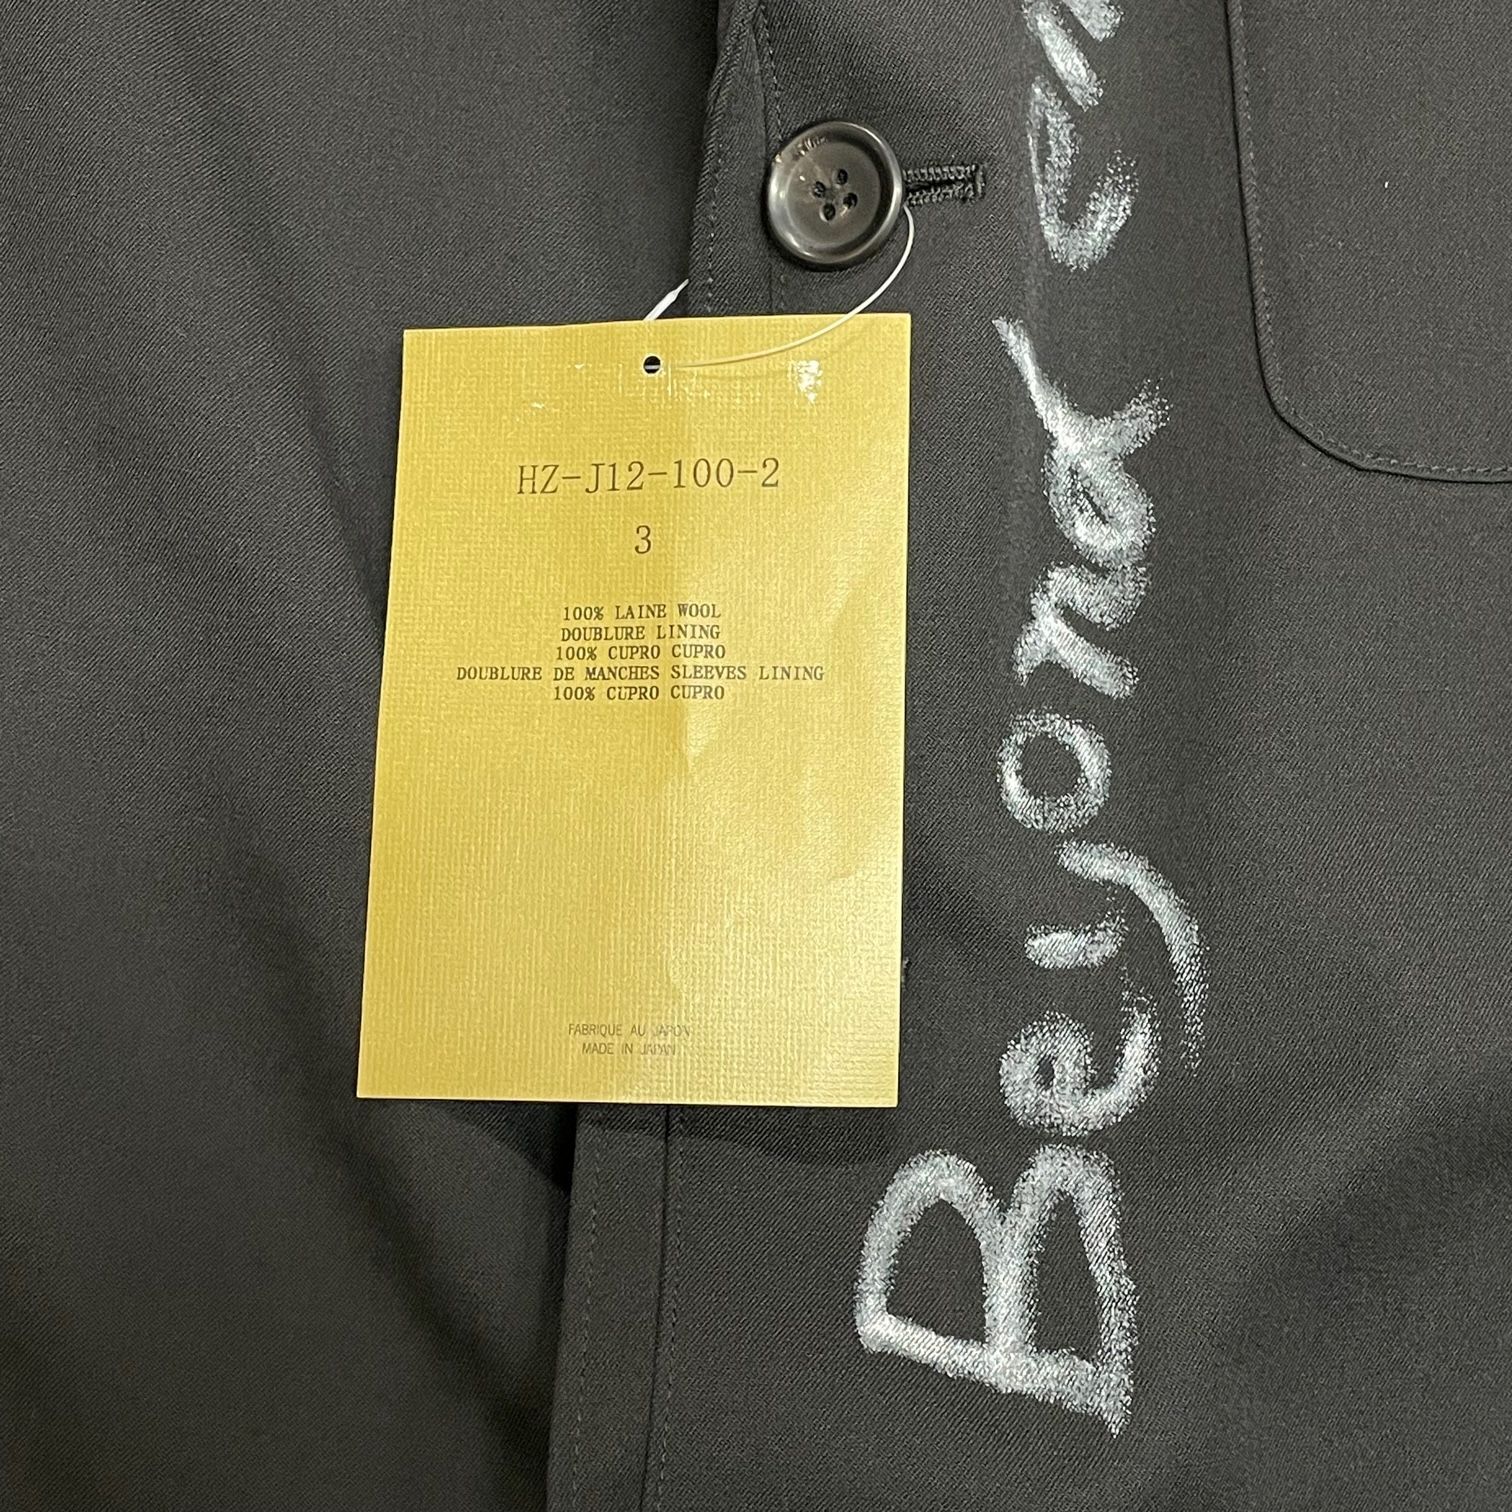 HZ-J12-100-2
3
100% LAINE WOOL
DOUBLURE LINING
100% CUPRO CUPRO
DOUBLURE DE MANCHES SLEEVES LINING
100% CUPRO CUPRO
FABRIQUE AU JAPON
MADE IN JAPAN
Beyond